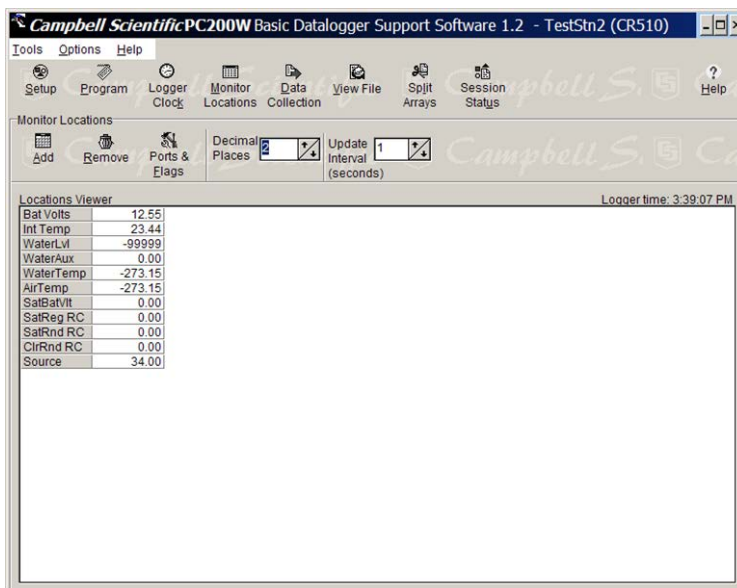 Campbell Scientific PC200W Basic Datalogger Support Software 1.2 - TestStn2 (CR510)
Tools Options Help
Setup Program Logger Clock Monitor Locations Data Collection View File Split Arrays Session Status Help
Monitor Locations
Add Remove Ports & Flags Decimal Places 2 Update Interval (seconds) 1
Campbell S. CS Ca
Locations Viewer Logger time: 3:39:07 PM
Bat Volts 12.55
Int Temp 23.44
WaterLvl -99999
WaterAux 0.00
WaterTemp -273.15
AirTemp -273.15
SatBatVlt 0.00
SatReg RC 0.00
SatRnd RC 0.00
ClrRnd RC 0.00
Source 34.00